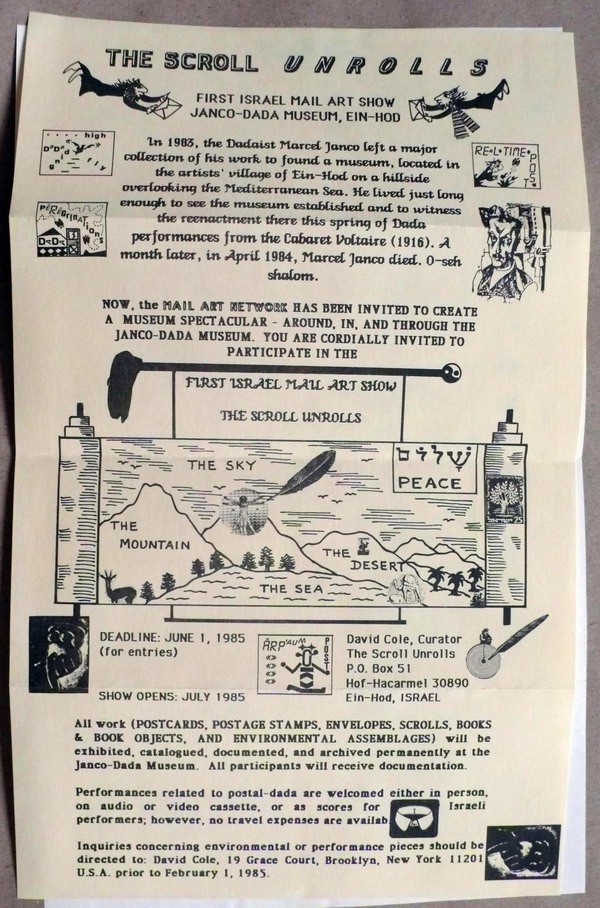 THE SCROLL UNROLLS
FIRST ISRAEL MAIL ART SHOW
JANCO-DADA MUSEUM, EIN-HOD
high
DaDa
fly
RE•L•TIME•
POST
PEREGRINATIONS
DADA
In 1983, the Dadaist Marcel Janco left a major
collection of his work to found a museum, located in
the artists' village of Ein-Hod on a hillside
overlooking the Mediterranean Sea. He lived just long
enough to see the museum established and to witness
the reenactment there this spring of Dada
performances from the Cabaret Voltaire (1916). A
month later, in April 1984, Marcel Janco died. O-seh
shalom.
NOW, the MAIL ART NETWORK HAS BEEN INVITED TO CREATE
A MUSEUM SPECTACULAR - AROUND, IN, AND THROUGH THE
JANCO-DADA MUSEUM. YOU ARE CORDIALLY INVITED TO
PARTICIPATE IN THE
FIRST ISRAEL MAIL ART SHOW
THE SCROLL UNROLLS
THE SKY
שָׁלוֹם
PEACE
THE
MOUNTAIN
THE
DESERT
THE SEA
DEADLINE: JUNE 1, 1985
(for entries)
SHOW OPENS: JULY 1985
ARP'AUM
POST
David Cole, Curator
The Scroll Unrolls
P.O. Box 51
Hof-Hacarmel 30890
Ein-Hod, ISRAEL
All work (POSTCARDS, POSTAGE STAMPS, ENVELOPES, SCROLLS, BOOKS
& BOOK OBJECTS, AND ENVIRONMENTAL ASSEMBLAGES) will be
exhibited, catalogued, documented, and archived permanently at the
Janco-Dada Museum. All participants will receive documentation.
Performances related to postal-dada are welcomed either in person,
on audio or video cassette, or as scores for Israeli
performers; however, no travel expenses are availab
Inquiries concerning environmental or performance pieces should be
directed to: David Cole, 19 Grace Court, Brooklyn, New York 11201
U.S.A. prior to February 1, 1985.